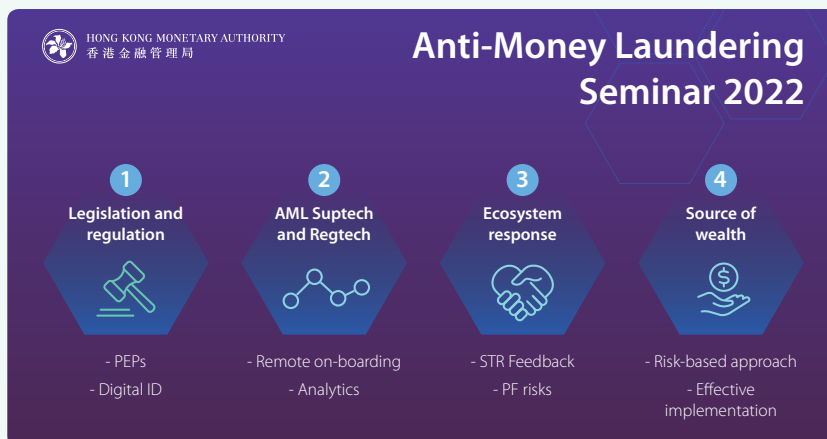 HONG KONG MONETARY AUTHORITY
香港金融管理局
Anti-Money Laundering
Seminar 2022
1
Legislation and
regulation
- PEPs
- Digital ID
2
AML Suptech
and Regtech
- Remote on-boarding
- Analytics
3
Ecosystem
response
- STR Feedback
- PF risks
4
Source of
wealth
$
- Risk-based approach
- Effective
implementation